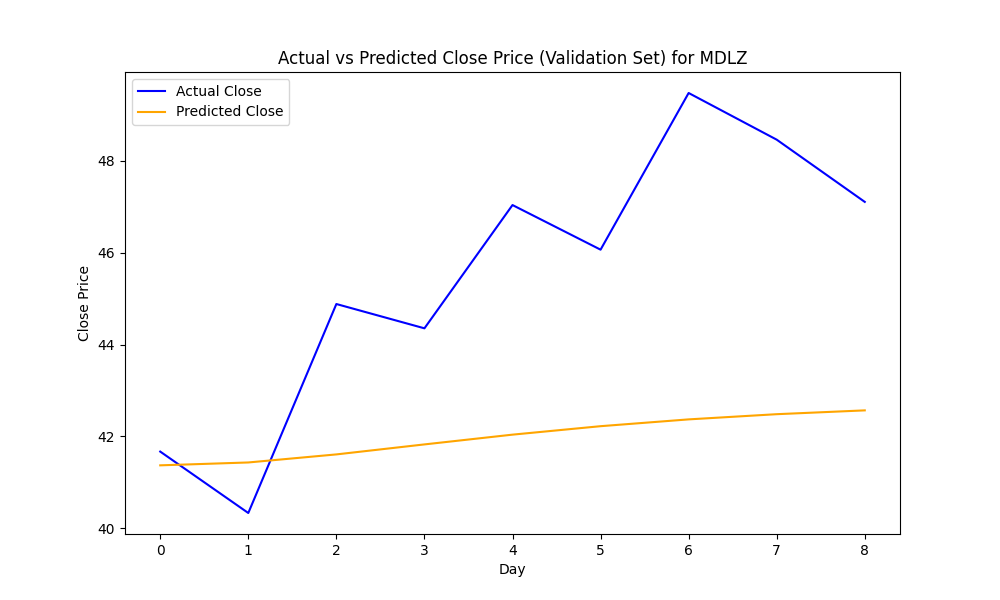 Actual vs Predicted Close Price (Validation Set) for MDLZ
Actual Close
Predicted Close
Close Price
48
46
44
42
40
0 1 2 3 4 5 6 7 8
Day